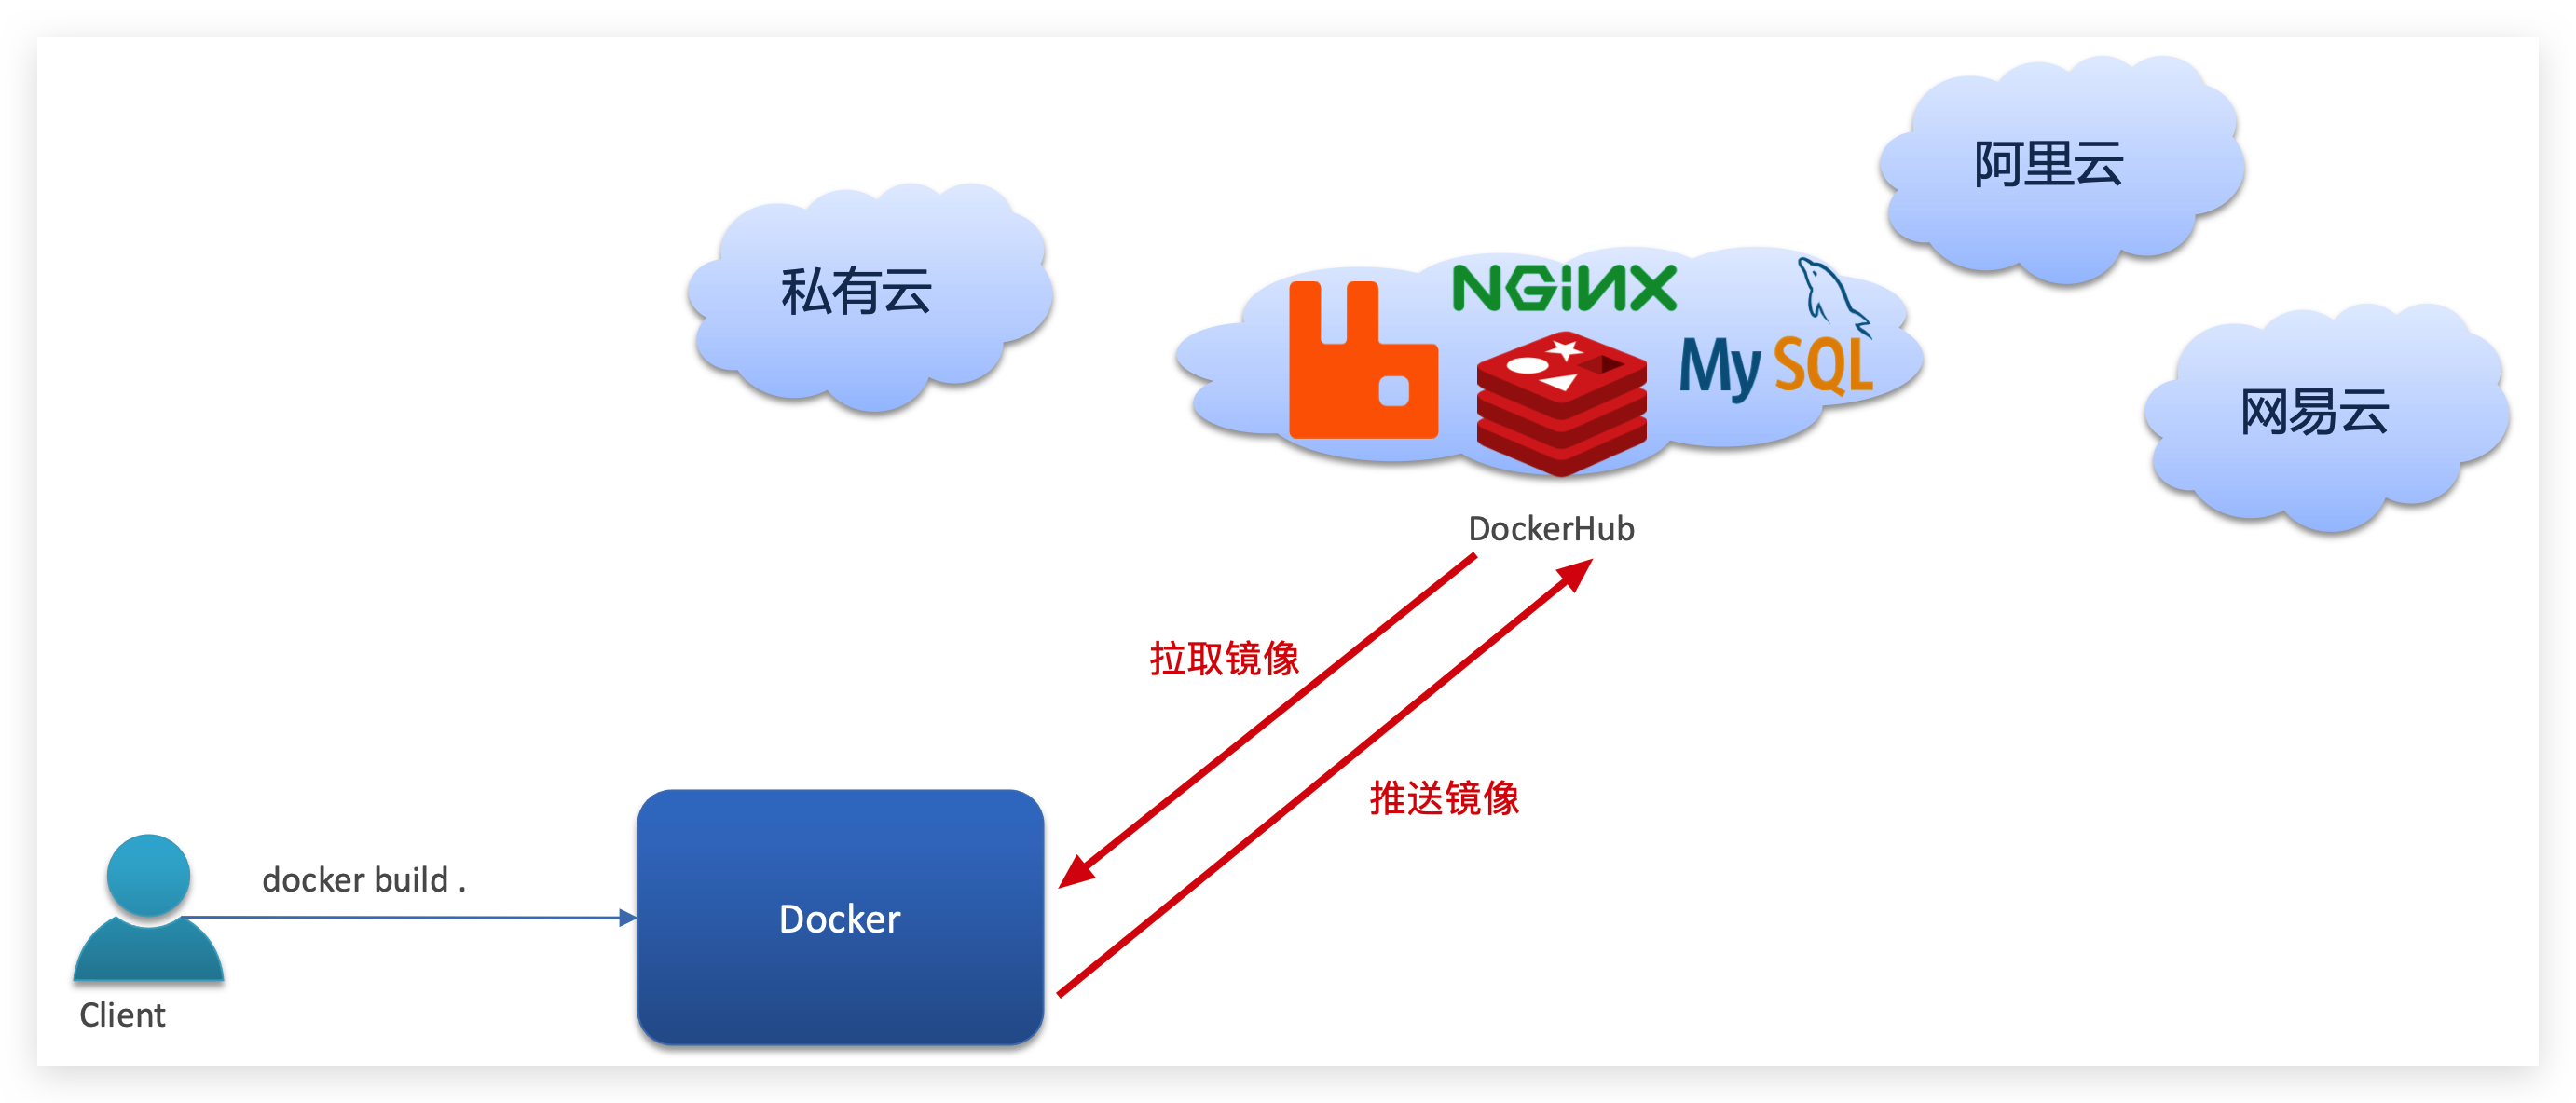 阿里云
私有云
NGINX
MySQL
网易云
DockerHub
拉取镜像
推送镜像
docker build .
Docker
Client